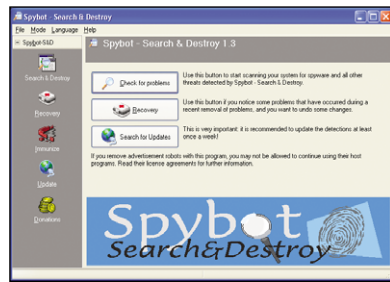 Spybot - Search & Destroy
File Mode Language Help
Spybot-S&D
Spybot - Search & Destroy 1.3
Search & Destroy
Recovery
Immunize
Update
Donations
Check for problems
Use this button to start scanning your system for spyware and all other
threats detected by Spybot - Search & Destroy.
Recovery
Use this button if you notice some problems that have occurred during a
recent removal of problems, and you want to undo some changes.
Search for Updates
This is very important: it is recommended to update the detections at least
once a week!
If you remove advertisement robots with this program, you may not be allowed to continue using their host
programs. Read their license agreements for further information.
Spybot
Search&Destroy